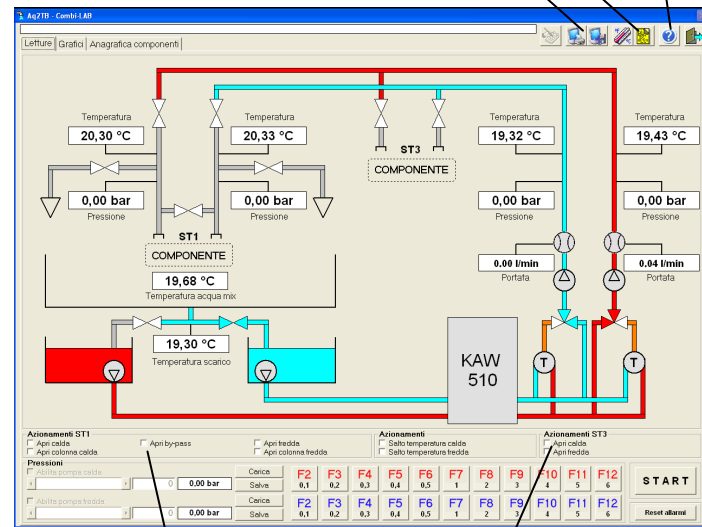 Aq2TB - Combi-LAB
Letture Grafici Anagrafica componenti
Temperatura Temperatura Temperatura Temperatura
20,30 °C 20,33 °C 19,32 °C 19,43 °C
ST3
COMPONENTE
0,00 bar 0,00 bar 0,00 bar 0,00 bar
Pressione Pressione Pressione Pressione
ST1
COMPONENTE
0.00 l/min 0.04 l/min
Portata Portata
19,68 °C
Temperatura acqua mix
19,30 °C
Temperatura scarico
KAW
510
T T
Azionamenti ST1 Azionamenti Azionamenti ST3
Apri calda Apri by-pass Apri fredda Salto temperatura calda Apri calda
Apri colonna calda Apri colonna fredda Salto temperatura fredda Apri fredda
Pressioni
Abilita pompa calda Carica F2 F3 F4 F5 F6 F7 F8 F9 F10 F11 F12
0 0,00 bar Salva 0,1 0,2 0,3 0,4 0,5 1 2 3 4 5 6
START
Abilita pompa fredda Carica F2 F3 F4 F5 F6 F7 F8 F9 F10 F11 F12
0 0,00 bar Salva 0,1 0,2 0,3 0,4 0,5 1 2 3 4 5 6
Reset allarmi